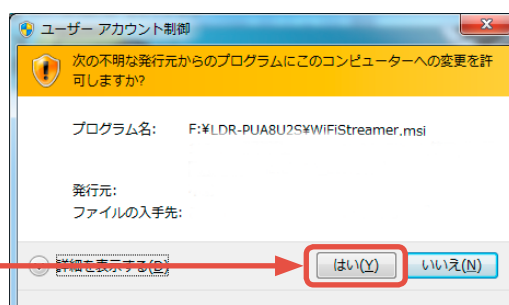 ユーザー アカウント制御
次の不明な発行元からのプログラムにこのコンピューターへの変更を許
可しますか?
プログラム名: F:¥LDR-PUA8U2S¥WiFiStreamer.msi
発行元:
ファイルの入手先:
詳細を表示する(D) はい(Y) いいえ(N)